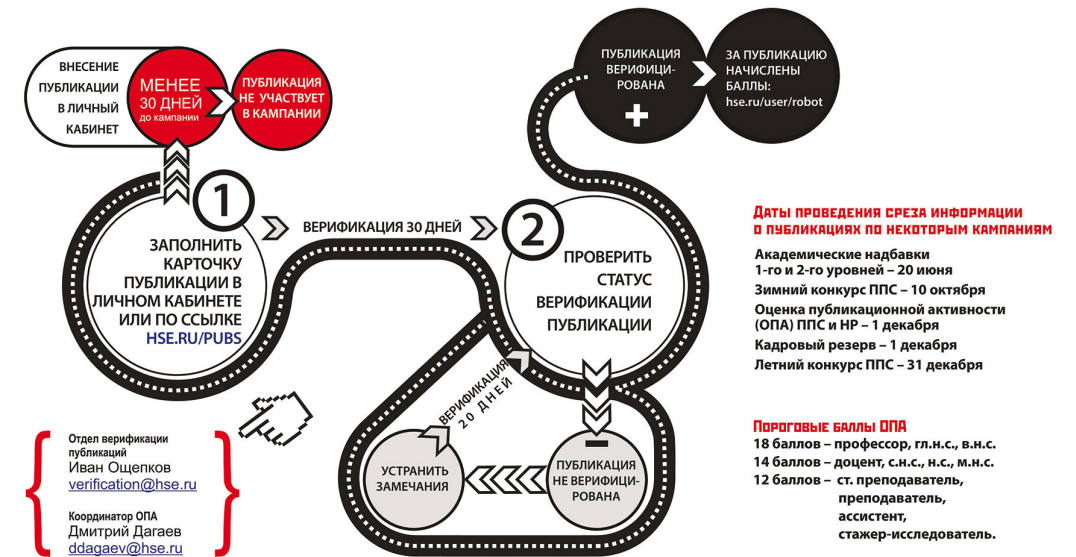 ВНЕСЕНИЕ
ПУБЛИКАЦИИ
В ЛИЧНЫЙ
КАБИНЕТ
МЕНЕЕ
30 ДНЕЙ
до кампании
ПУБЛИКАЦИЯ
НЕ УЧАСТВУЕТ
В КАМПАНИИ
1
ЗАПОЛНИТЬ
КАРТОЧКУ
ПУБЛИКАЦИИ В
ЛИЧНОМ КАБИНЕТЕ
ИЛИ ПО ССЫЛКЕ
HSE.RU/PUBS
ВЕРИФИКАЦИЯ 30 ДНЕЙ
2
ПРОВЕРИТЬ
СТАТУС
ВЕРИФИКАЦИИ
ПУБЛИКАЦИИ
ПУБЛИКАЦИЯ
ВЕРИФИЦИ-
РОВАНА
+
ЗА ПУБЛИКАЦИЮ
НАЧИСЛЕНЫ
БАЛЛЫ:
hse.ru/user/robot
–
ПУБЛИКАЦИЯ
НЕ ВЕРИФИЦИ-
РОВАНА
УСТРАНИТЬ
ЗАМЕЧАНИЯ
ВЕРИФИКАЦИЯ
20 ДНЕЙ
Отдел верификации
публикаций
Иван Ощепков
verification@hse.ru
Координатор ОПА
Дмитрий Дагаев
ddagaev@hse.ru
Даты проведения среза информации
о публикациях по некоторым кампаниям
Академические надбавки
1-го и 2-го уровней – 20 июня
Зимний конкурс ППС – 10 октября
Оценка публикационной активности
(ОПА) ППС и НР – 1 декабря
Кадровый резерв – 1 декабря
Летний конкурс ППС – 31 декабря
Пороговые баллы ОПА
18 баллов – профессор, гл.н.с., в.н.с.
14 баллов – доцент, с.н.с., н.с., м.н.с.
12 баллов – ст. преподаватель,
преподаватель,
ассистент,
стажер-исследователь.